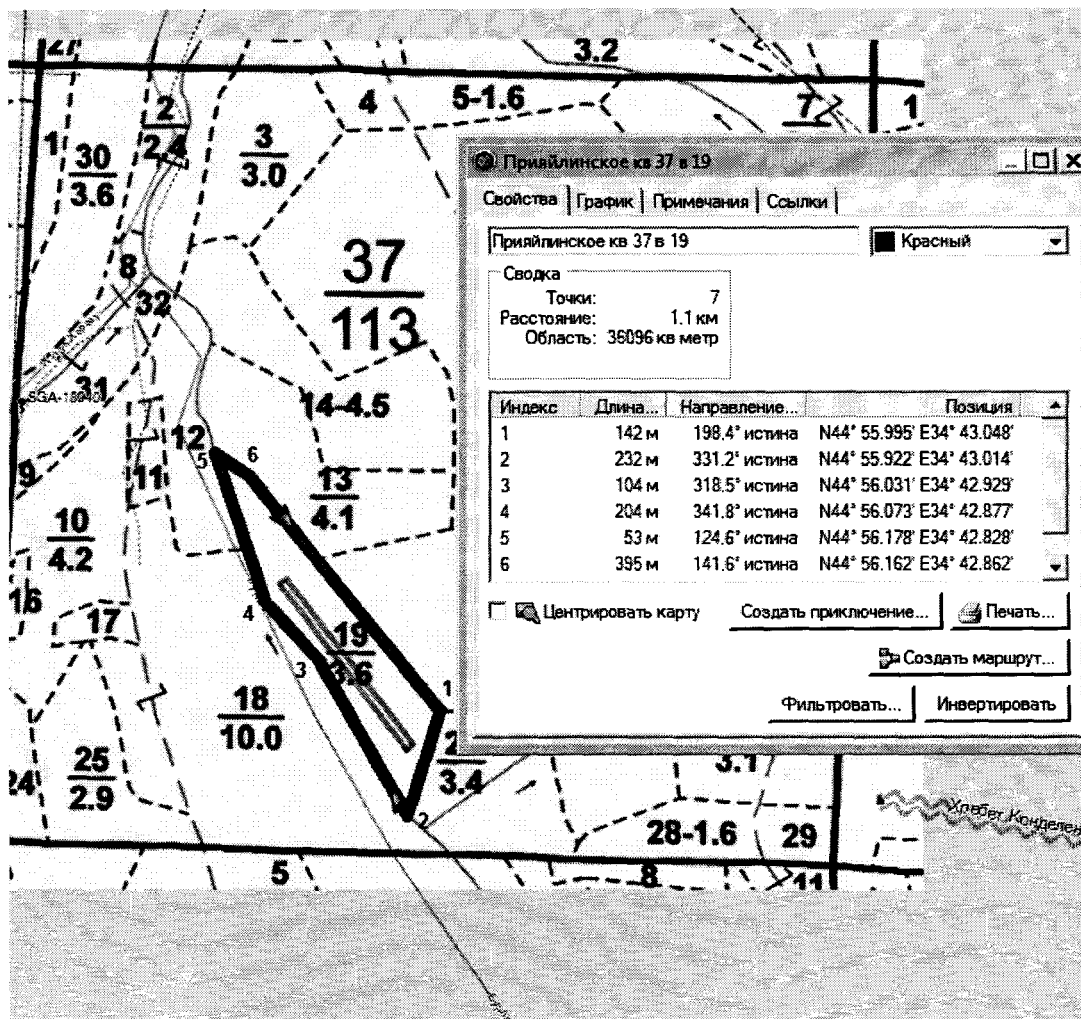 27
3.2
2
2.4
4
5-1.6
7
1
1
30
3.6
3
3.0
8
32
37
113
31
SGA-
14-4.5
12
5
6
9
11
13
4.1
10
4.2
16
17
4
3
19
3.6
1
18
10.0
3.4
2
24
25
2.9
3.1
28-1.6
29
5
8
11
Хлебет Конделен
Прияйлинское кв 37 в 19
Свойства График Примечания Ссылки
Прияйлинское кв 37 в 19 Красный
Сводка
Точки: 7
Расстояние: 1.1 км
Область: 36096 кв метр
Индекс Длина... Направление... Позиция
1 142 м 198.4° истина N44° 55.995' E34° 43.048'
2 232 м 331.2° истина N44° 55.922' E34° 43.014'
3 104 м 318.5° истина N44° 56.031' E34° 42.929'
4 204 м 341.8° истина N44° 56.073' E34° 42.877'
5 53 м 124.6° истина N44° 56.178' E34° 42.828'
6 395 м 141.6° истина N44° 56.162' E34° 42.862'
Центрировать карту Создать приключение... Печать...
Создать маршрут...
Фильтровать... Инвертировать